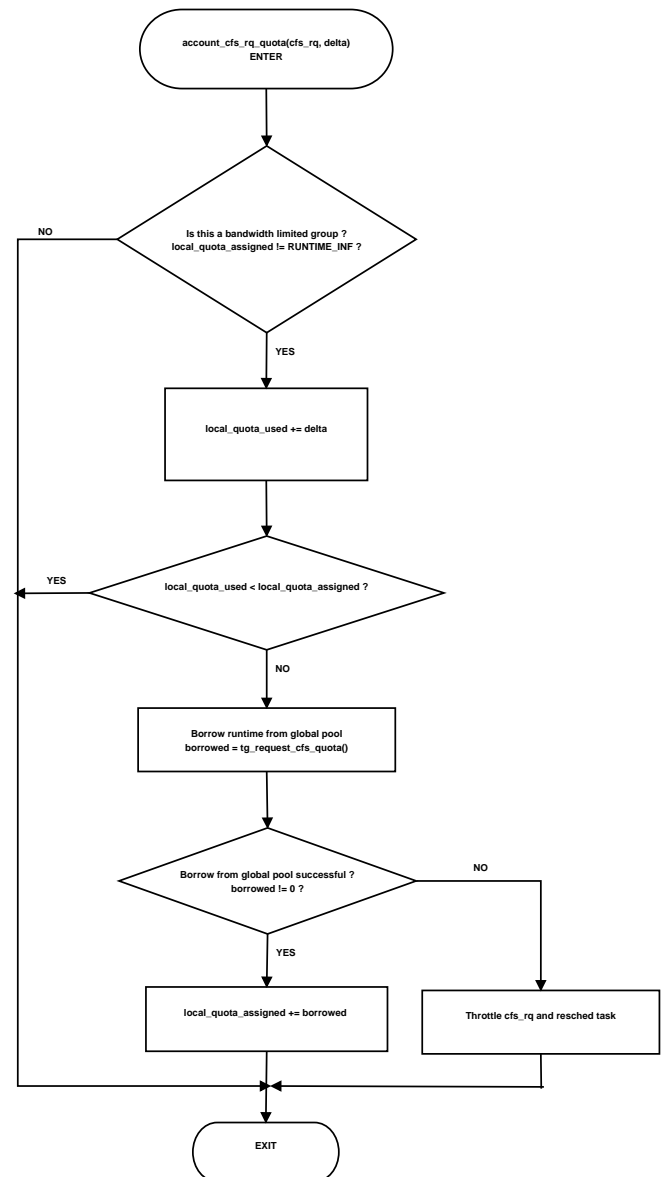 account_cfs_rq_quota(cfs_rq, delta)
ENTER
Is this a bandwidth limited group ?
local_quota_assigned != RUNTIME_INF ?
NO
YES
local_quota_used += delta
local_quota_used < local_quota_assigned ?
YES
NO
Borrow runtime from global pool
borrowed = tg_request_cfs_quota()
Borrow from global pool successful ?
borrowed != 0 ?
NO
YES
local_quota_assigned += borrowed
Throttle cfs_rq and resched task
EXIT